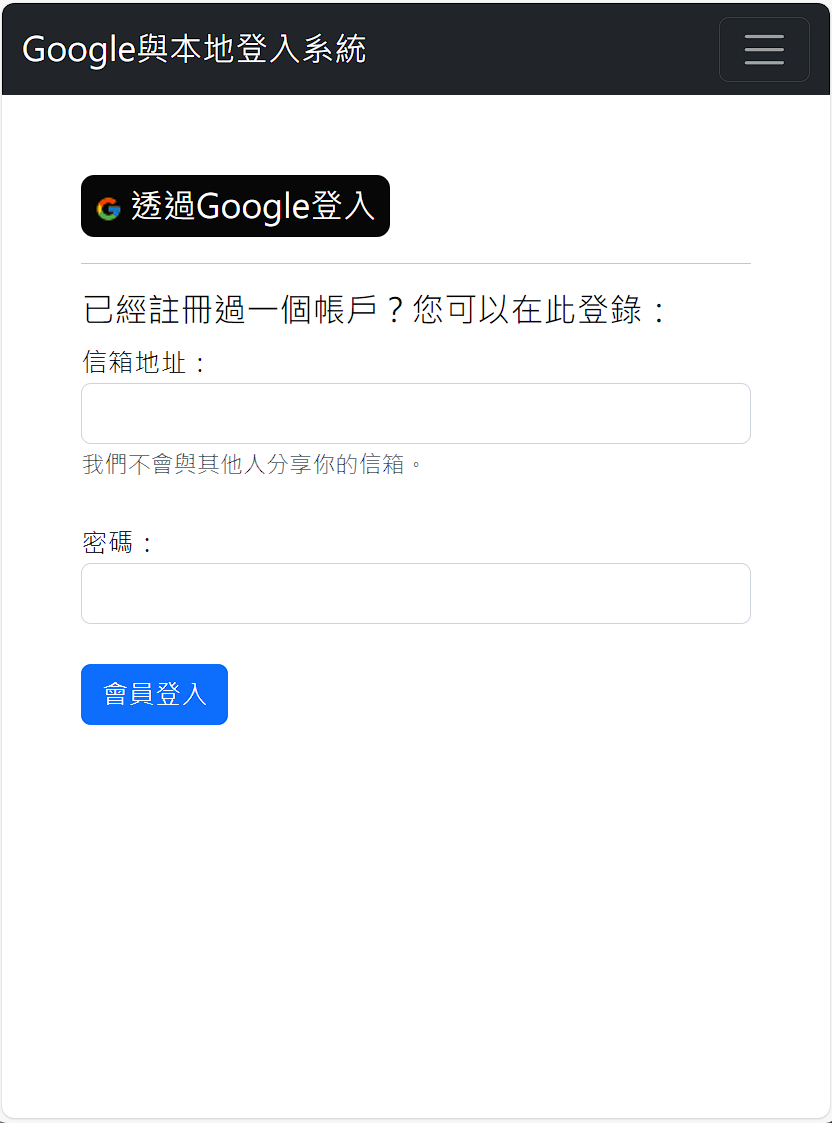 Google與本地登入系統
透過Google登入
已經註冊過一個帳戶？您可以在此登錄：
信箱地址：
我們不會與其他人分享你的信箱。
密碼：
會員登入